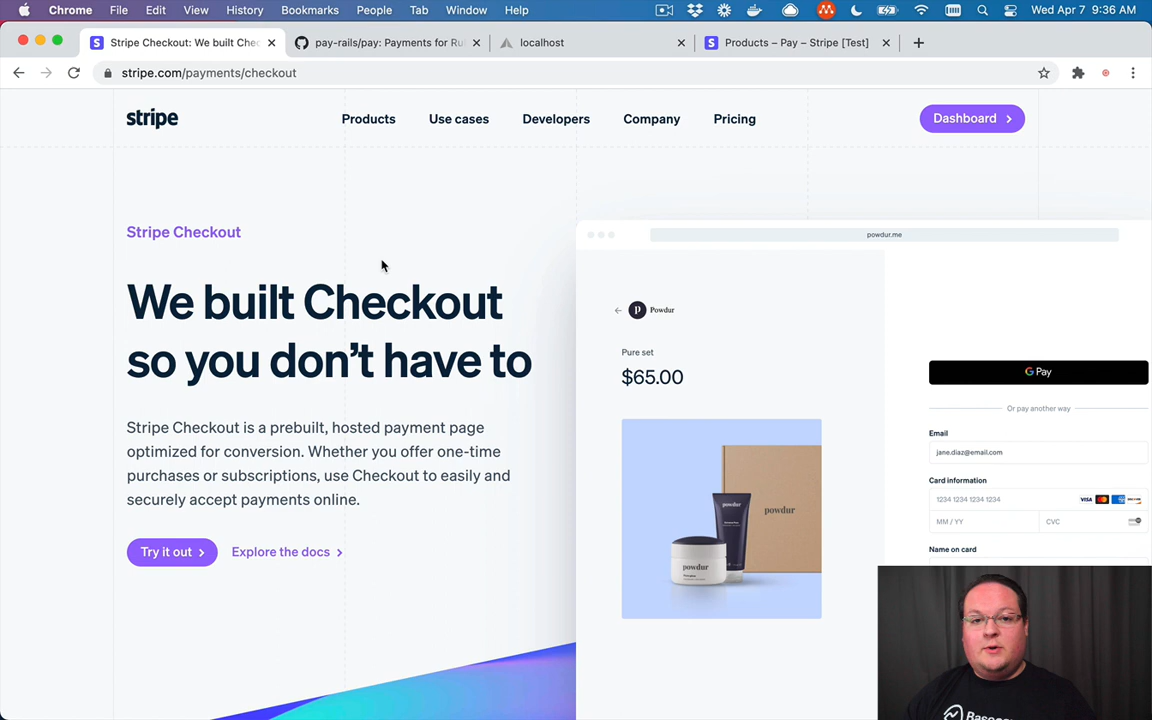 Chrome File Edit View History Bookmarks People Tab Window Help Wed Apr 7 9:36 AM
Stripe Checkout: We built Chec
pay-rails/pay: Payments for Ru
localhost
Products – Pay – Stripe [Test]
stripe.com/payments/checkout
stripe
Products
Use cases
Developers
Company
Pricing
Dashboard
Stripe Checkout
We built Checkout
so you don't have to
Stripe Checkout is a prebuilt, hosted payment page
optimized for conversion. Whether you offer one-time
purchases or subscriptions, use Checkout to easily and
securely accept payments online.
Try it out
Explore the docs
powdur.me
P Powdur
Pure set
$65.00
powdur
powdur
powdur
G Pay
Or pay another way
Email
jane.diaz@email.com
Card information
1234 1234 1234 1234
VISA
MM / YY
CVC
Name on card